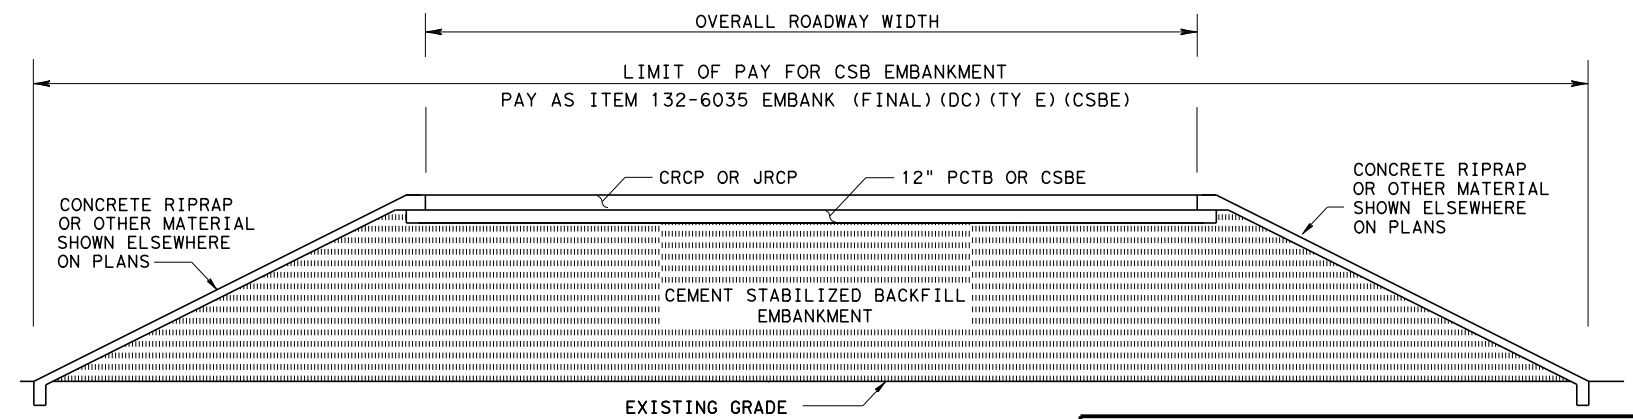 OVERALL ROADWAY WIDTH
LIMIT OF PAY FOR CSB EMBANKMENT
PAY AS ITEM 132-6035 EMBANK (FINAL)(DC)(TY E)(CSBE)
CRCP OR JRCP
12" PCTB OR CSBE
CONCRETE RIPRAP
OR OTHER MATERIAL
SHOWN ELSEWHERE
ON PLANS
CONCRETE RIPRAP
OR OTHER MATERIAL
SHOWN ELSEWHERE
ON PLANS
CEMENT STABILIZED BACKFILL
EMBANKMENT
EXISTING GRADE